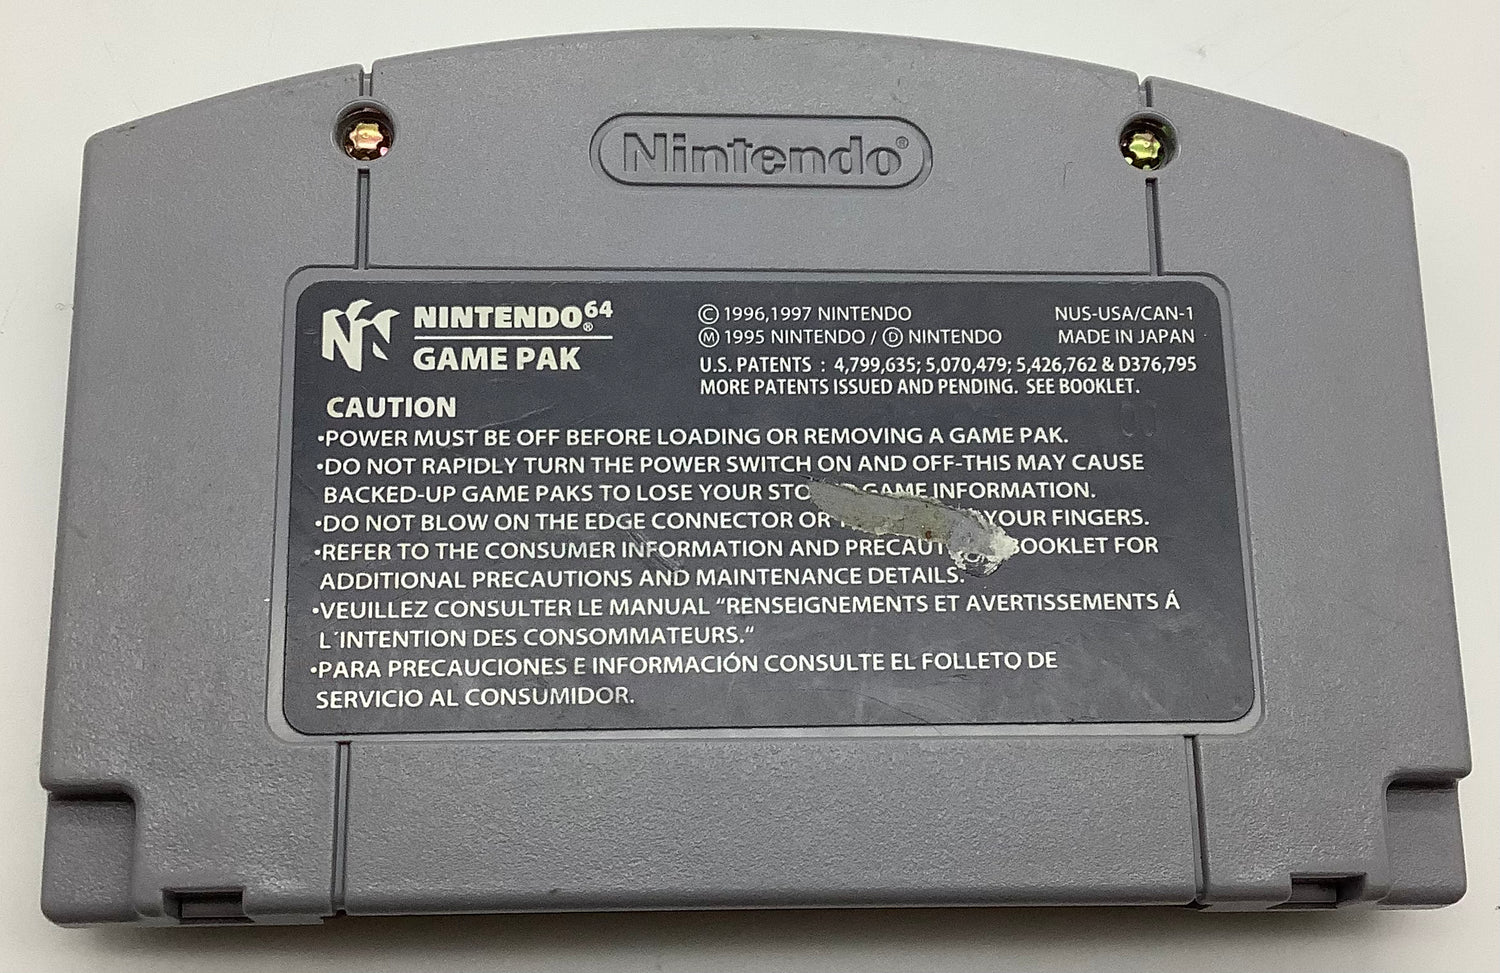 Nintendo®
NINTENDO64®
GAME PAK
© 1996,1997 NINTENDO
Ⓜ 1995 NINTENDO / Ⓓ NINTENDO
NUS-USA/CAN-1
MADE IN JAPAN
U.S. PATENTS : 4,799,635; 5,070,479; 5,426,762 & D376,795
MORE PATENTS ISSUED AND PENDING. SEE BOOKLET.
CAUTION
•POWER MUST BE OFF BEFORE LOADING OR REMOVING A GAME PAK.
•DO NOT RAPIDLY TURN THE POWER SWITCH ON AND OFF-THIS MAY CAUSE
BACKED-UP GAME PAKS TO LOSE YOUR GAME INFORMATION.
•DO NOT BLOW ON THE EDGE CONNECTOR OR YOUR FINGERS.
•REFER TO THE CONSUMER INFORMATION AND BOOKLET FOR
ADDITIONAL PRECAUTIONS AND MAINTENANCE DETAILS.
•VEUILLEZ CONSULTER LE MANUAL “RENSEIGNEMENTS ET AVERTISSEMENTS Á
L´INTENTION DES CONSOMMATEURS.“
•PARA PRECAUCIONES E INFORMACIÓN CONSULTE EL FOLLETO DE
SERVICIO AL CONSUMIDOR.